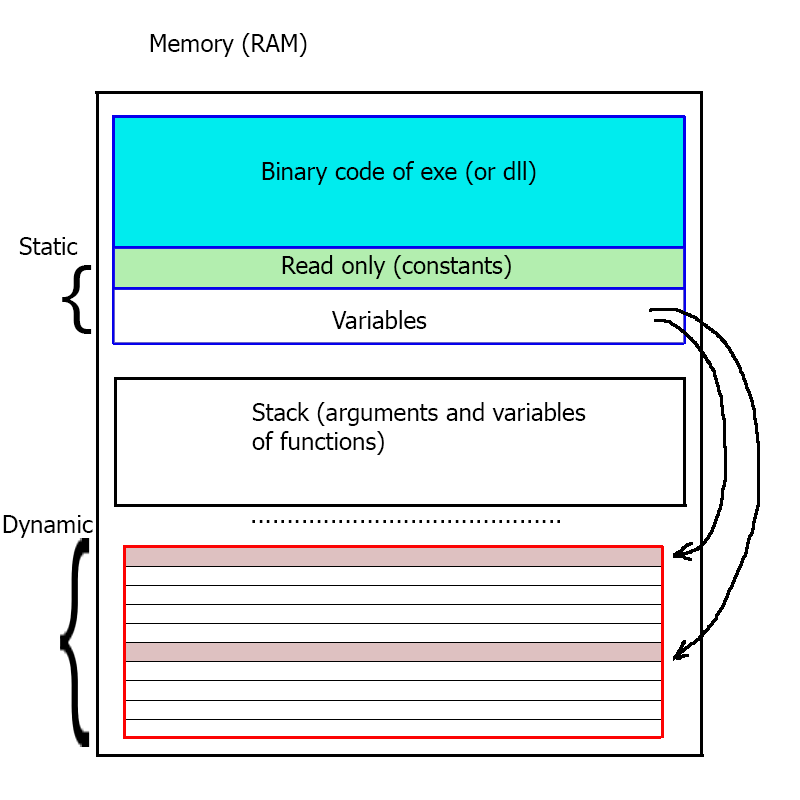 Memory (RAM)
Binary code of exe (or dll)
Static
Read only (constants)
Variables
Stack (arguments and variables
of functions)
Dynamic